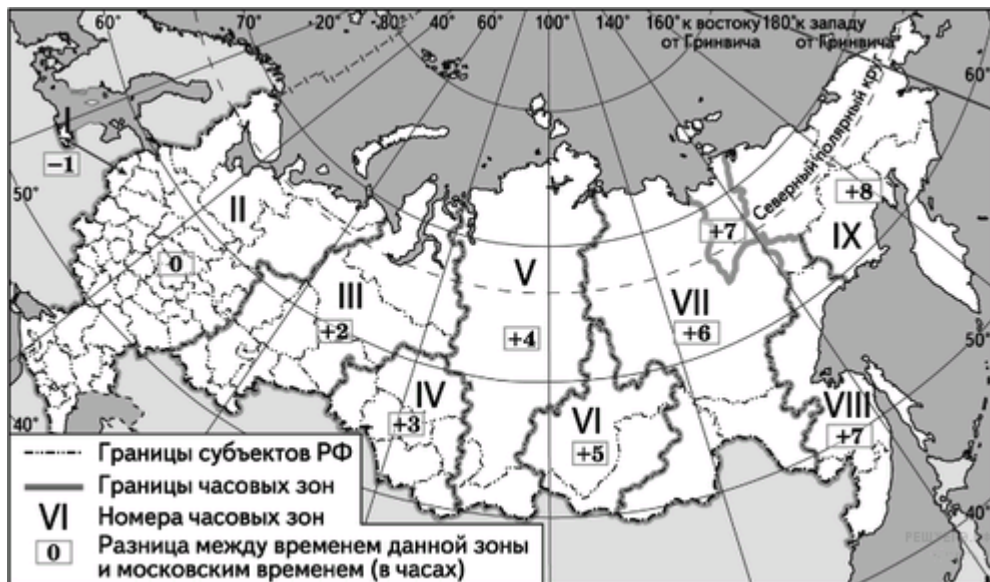 60° 70° -20° 20° 40° 60° 100° 140° 160° к востоку 180° к западу
от Гринвича от Гринвича
60°
Северный полярный круг
I
-1
50°
II
0
III
+2
IV
+3
V
+4
VI
+5
VII
+6
+7
VIII
+7
IX
+8
50°
40°
40°
Границы субъектов РФ
Границы часовых зон
VI Номера часовых зон
0 Разница между временем данной зоны
и московским временем (в часах)